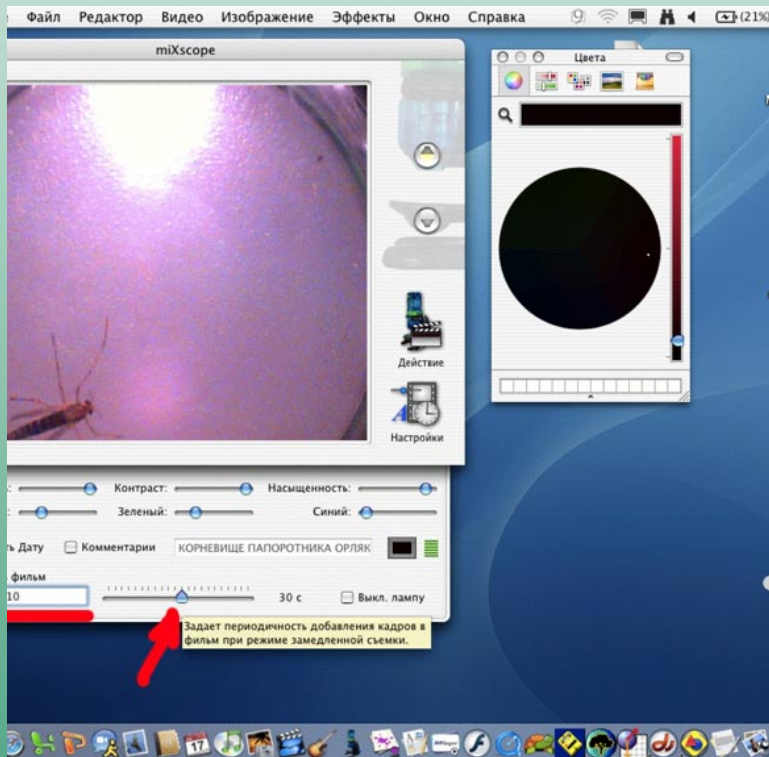 Файл Редактор Видео Изображение Эффекты Окно Справка (21%)
miXscope
Цвета
Действие
Настройки
Контраст: Насыщенность:
Зеленый: Синий:
Дату Комментарии КОРНЕВИЩЕ ПАПОРОТНИКА ОРЛЯК
фильм
10 30 с Выкл. лампу
Задает периодичность добавления кадров в
фильм при режиме замедленной съемки.
17